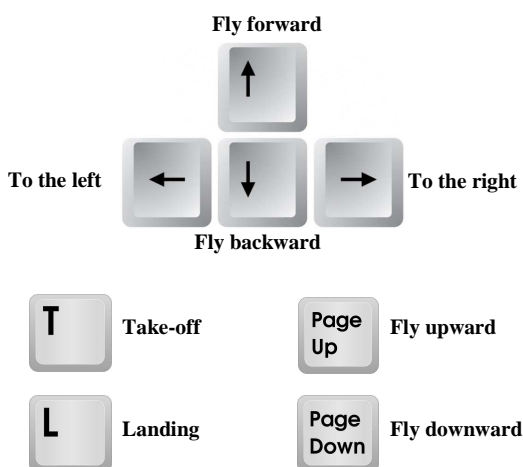 Fly forward
To the left
To the right
Fly backward
T
Take-off
Page
Up
Fly upward
L
Landing
Page
Down
Fly downward